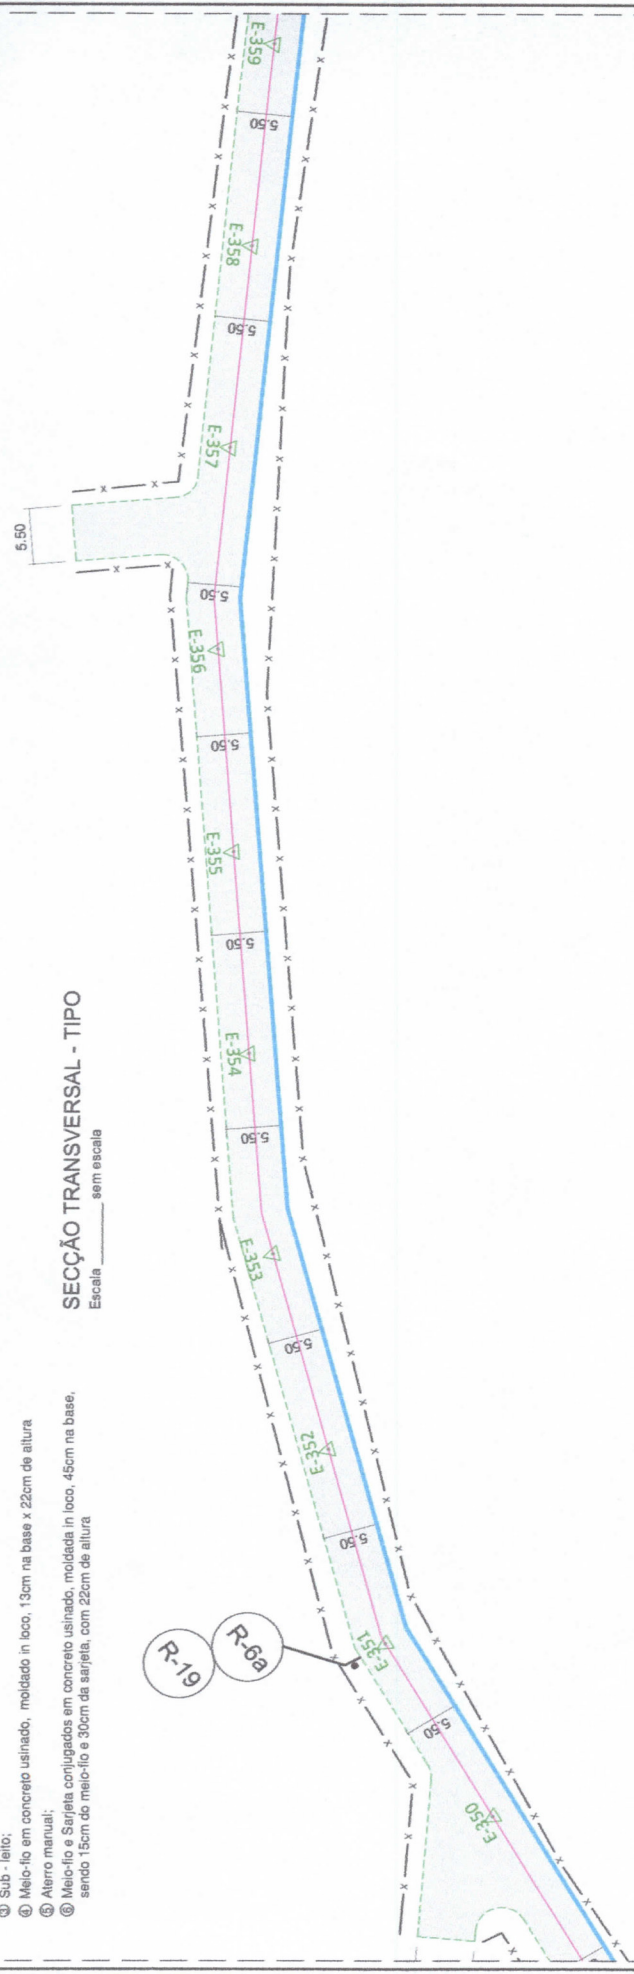 ③ Sub - leito;
④ Meio-fio em concreto usinado, moldado in loco, 13cm na base x 22cm de altura
⑤ Aterro manual;
⑥ Meio-fio e Sarjeta conjugados em concreto usinado, moldada in loco, 45cm na base,
sendo 15cm do meio-fio e 30cm da sarjeta, com 22cm de altura
SECÇÃO TRANSVERSAL - TIPO
Escala ________ sem escala
R-19
R-6a
E-350
5.50
E-351
5.50
E-352
5.50
E-353
5.50
E-354
5.50
E-355
5.50
E-356
5.50
5.50
E-357
5.50
E-358
5.50
E-359